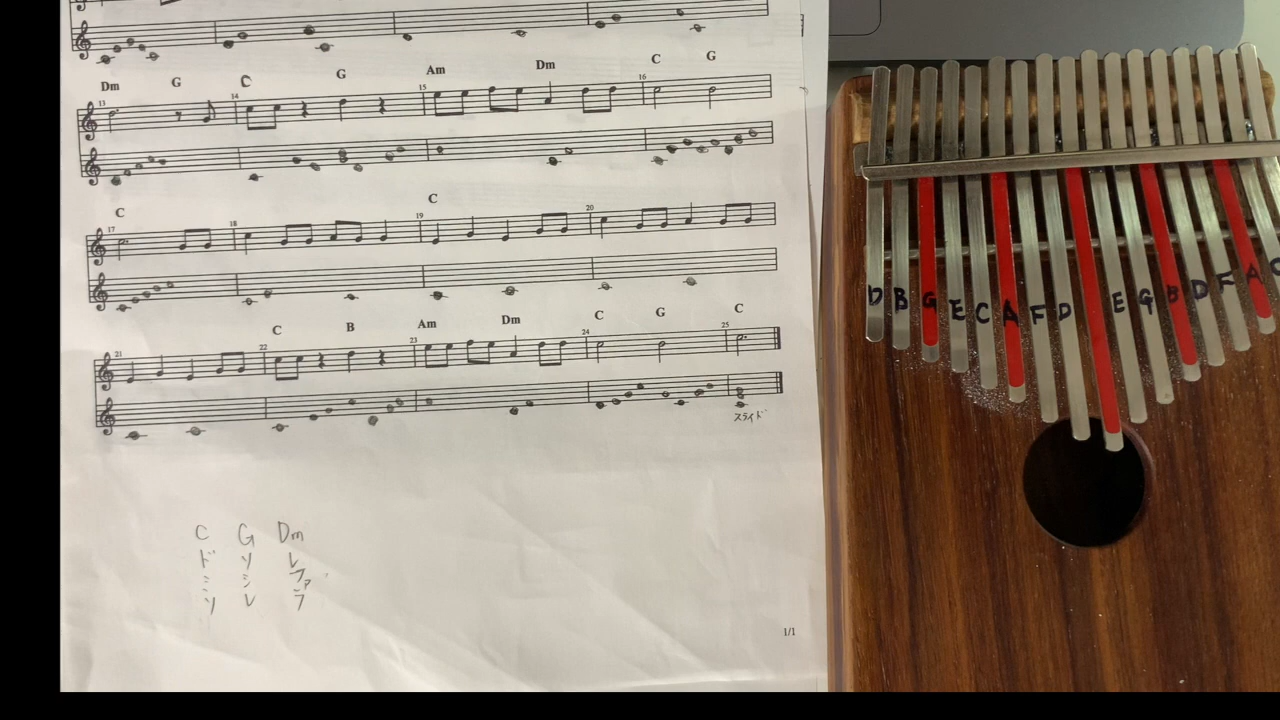 Dm G C G Am Dm C G
13 14 15 16
C C
17 18 19 20
C B Am Dm C G C
21 22 23 24 25
スライド
C G Dm
ド ソ レ
ミ シ ファ
ソ レ ラ
1/1
D B G E C A F D E G B D F A C